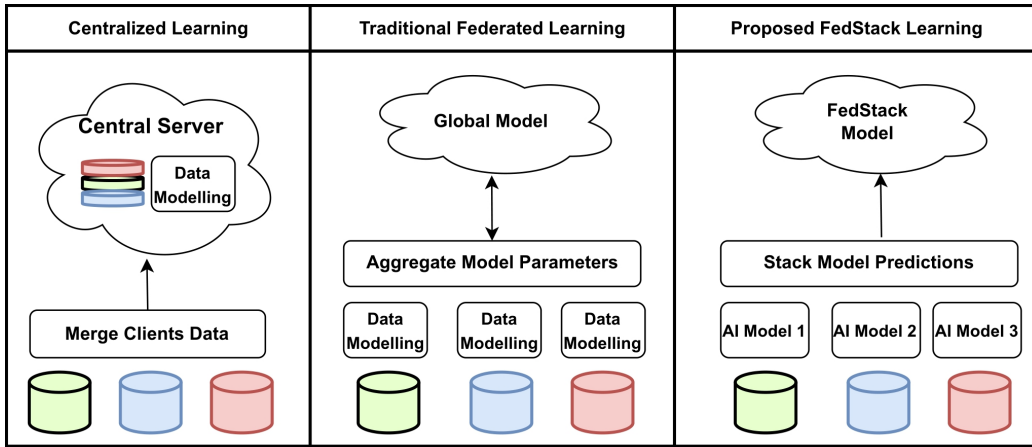 Centralized Learning
Traditional Federated Learning
Proposed FedStack Learning
Central Server
Data
Modelling
Merge Clients Data
Global Model
Aggregate Model Parameters
Data
Modelling
Data
Modelling
Data
Modelling
FedStack
Model
Stack Model Predictions
AI Model 1
AI Model 2
AI Model 3